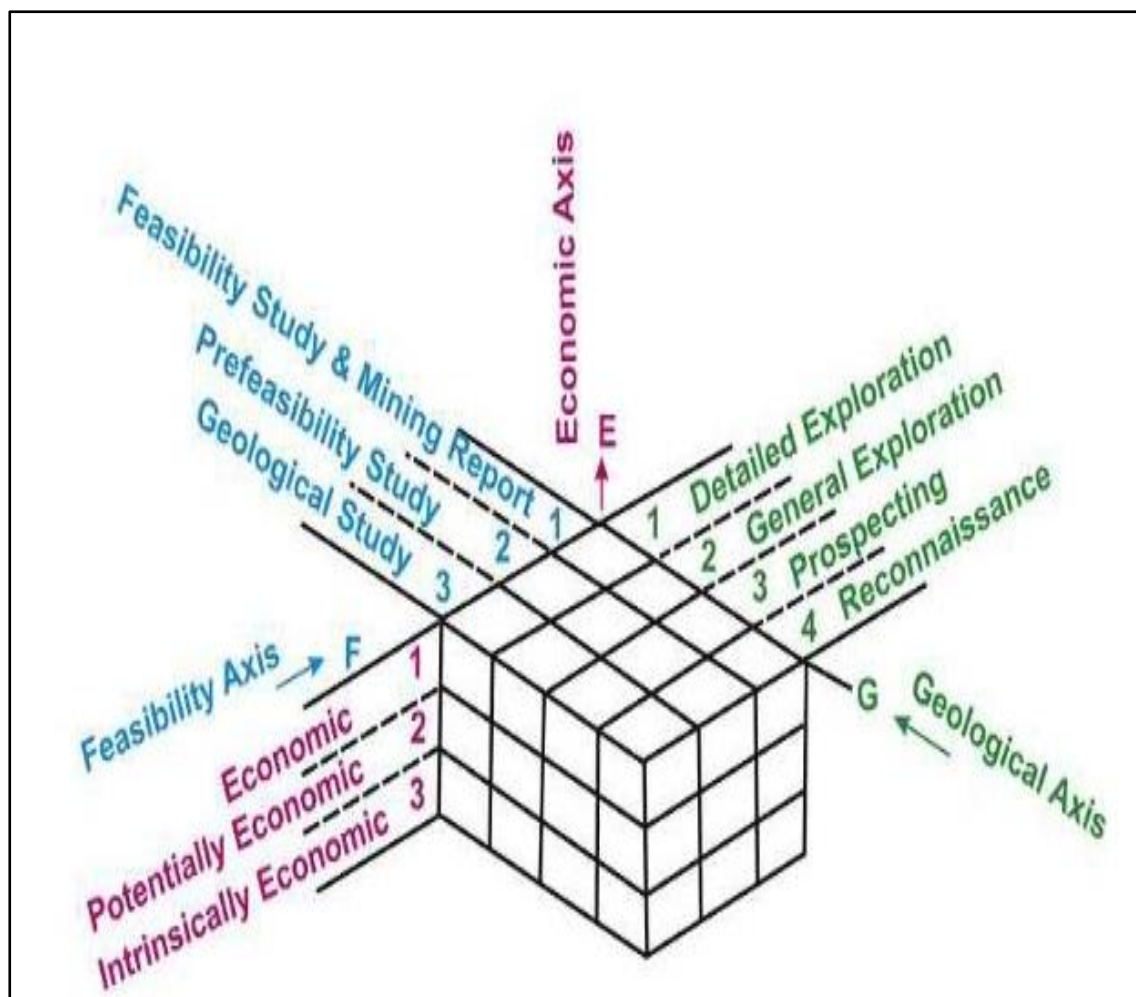 Economic Axis
E
Feasibility Study & Mining Report 1
Prefeasibility Study 2
Geological Study 3
1 Detailed Exploration
2 General Exploration
3 Prospecting
4 Reconnaissance
Feasibility Axis F
G Geological Axis
Economic 1
Potentially Economic 2
Intrinsically Economic 3